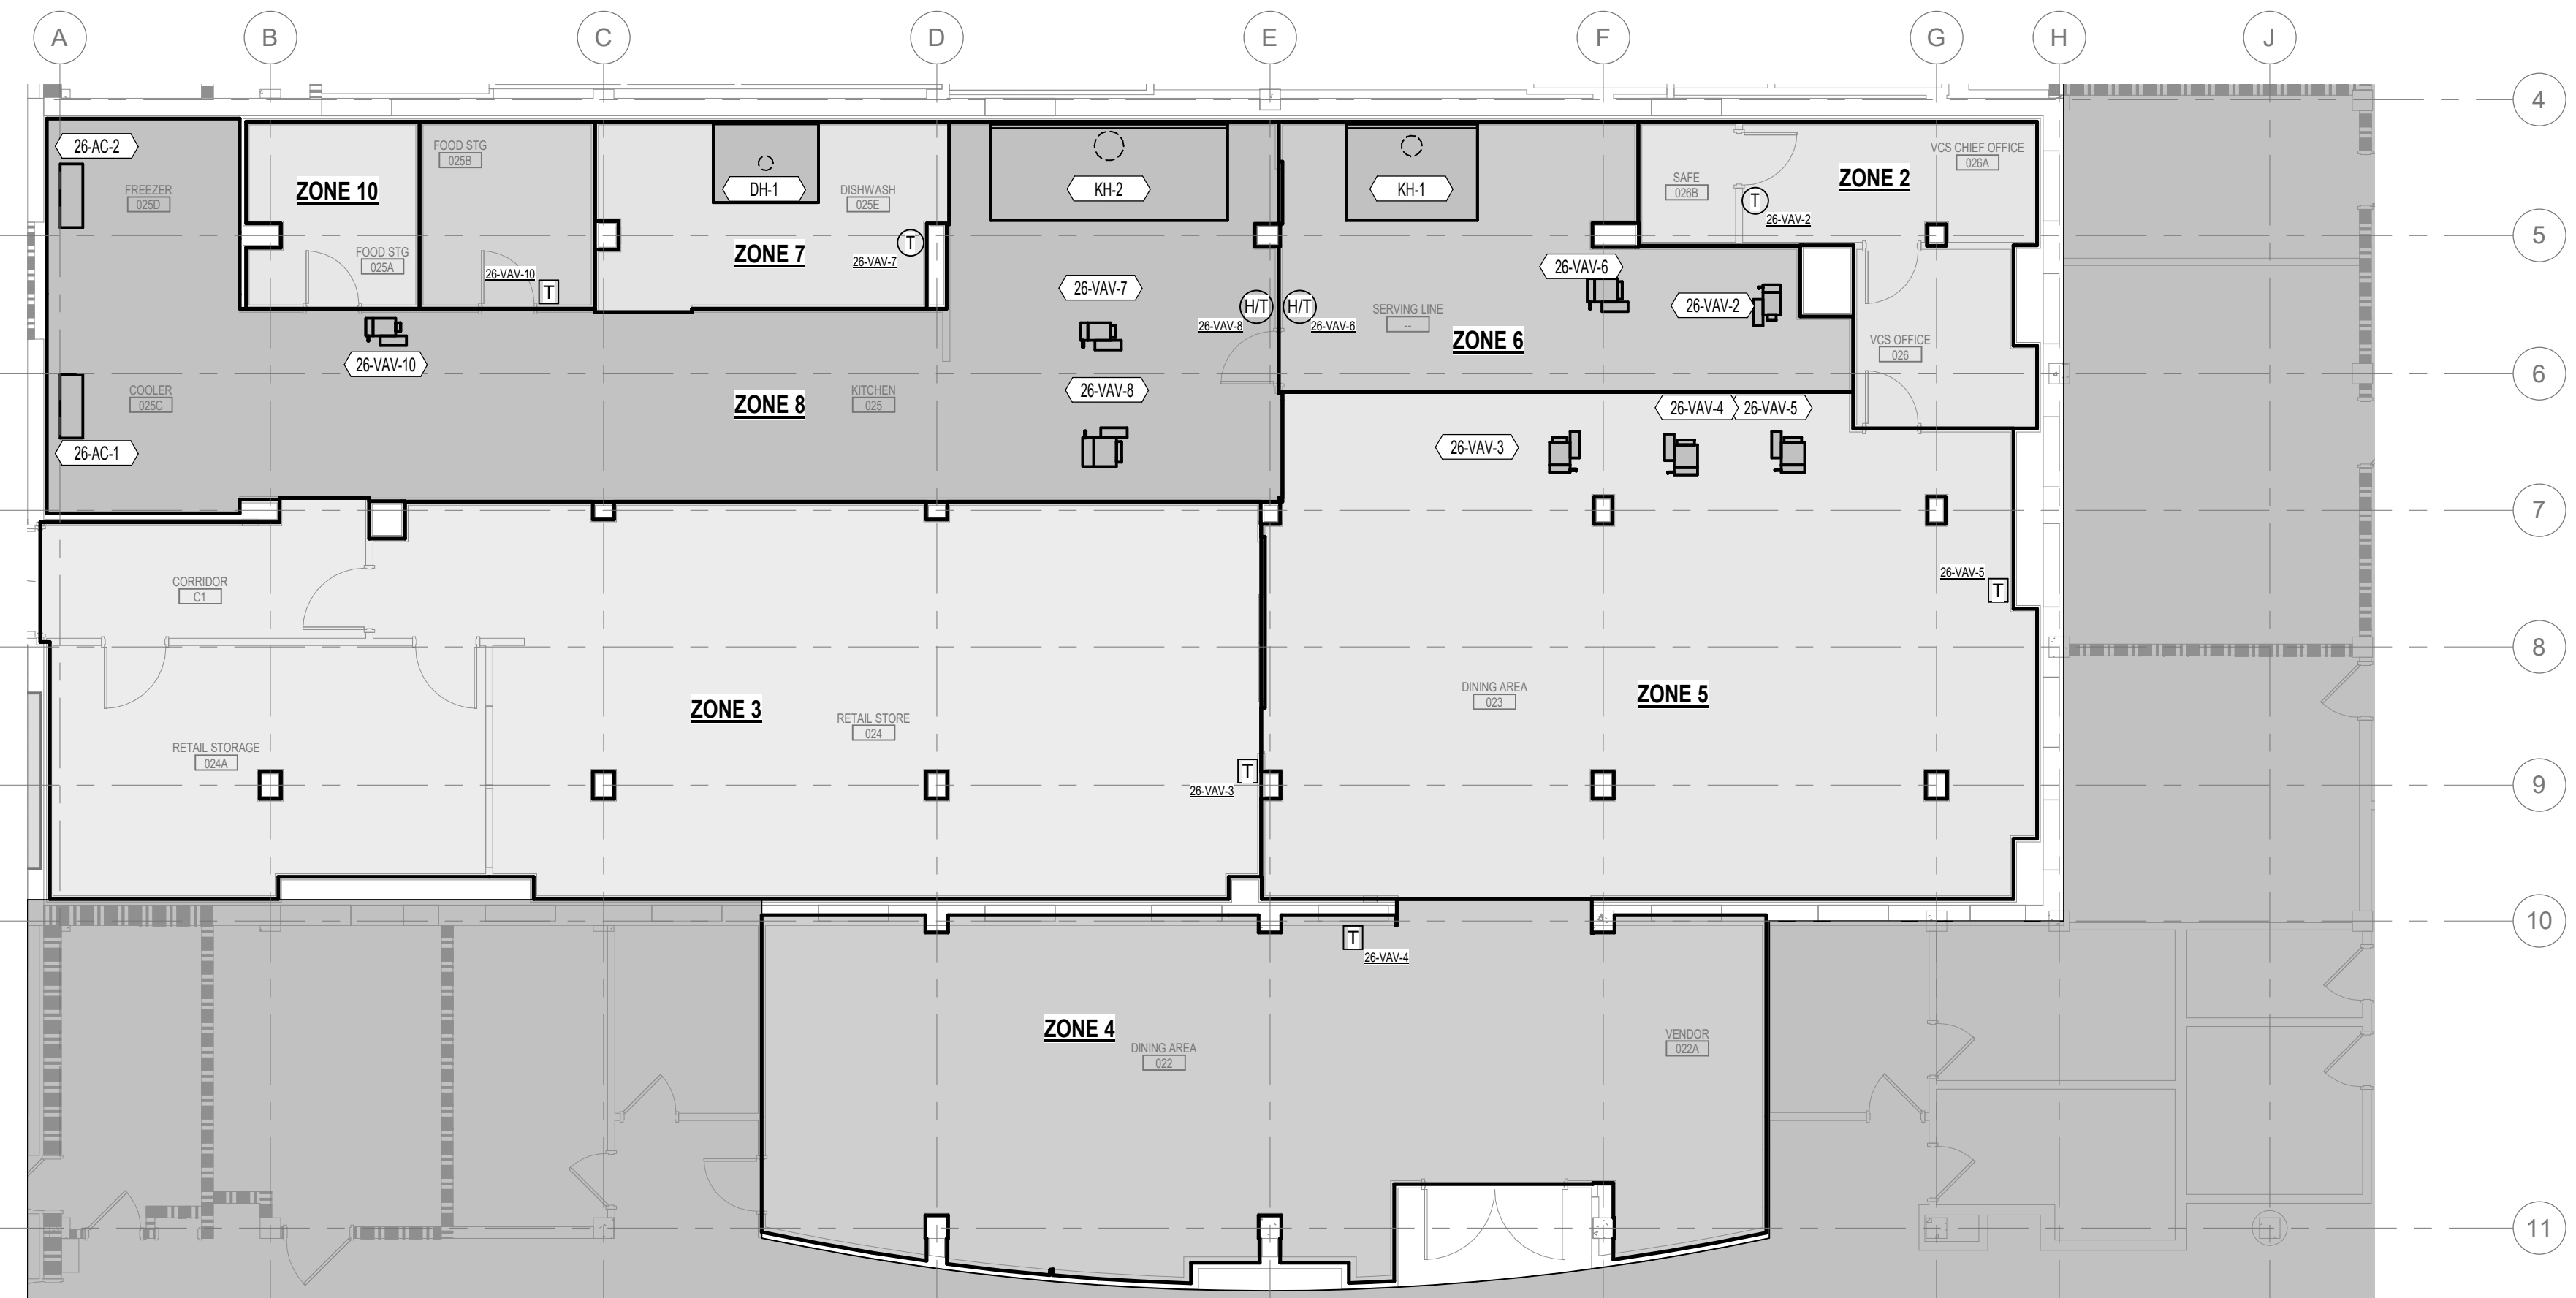 A B C D E F G H J
4
26-AC-2
FOOD STG
025B
VCS CHIEF OFFICE
026A
FREEZER
025D
ZONE 10
DH-1
DISHWASH
025E
KH-2
KH-1
SAFE
026B
ZONE 2
T
26-VAV-2
5
FOOD STG
025A
26-VAV-10
T
ZONE 7
T
26-VAV-7
26-VAV-7
26-VAV-6
H/T
26-VAV-8
H/T
26-VAV-6
SERVING LINE
--
26-VAV-2
ZONE 6
VCS OFFICE
026
26-VAV-10
6
COOLER
025C
ZONE 8
KITCHEN
025
26-VAV-8
26-VAV-4
26-VAV-5
26-AC-1
26-VAV-3
7
CORRIDOR
C1
26-VAV-5
T
8
ZONE 3
RETAIL STORE
024
DINING AREA
023
ZONE 5
RETAIL STORAGE
024A
T
26-VAV-3
9
10
T
26-VAV-4
ZONE 4
DINING AREA
022
VENDOR
022A
11